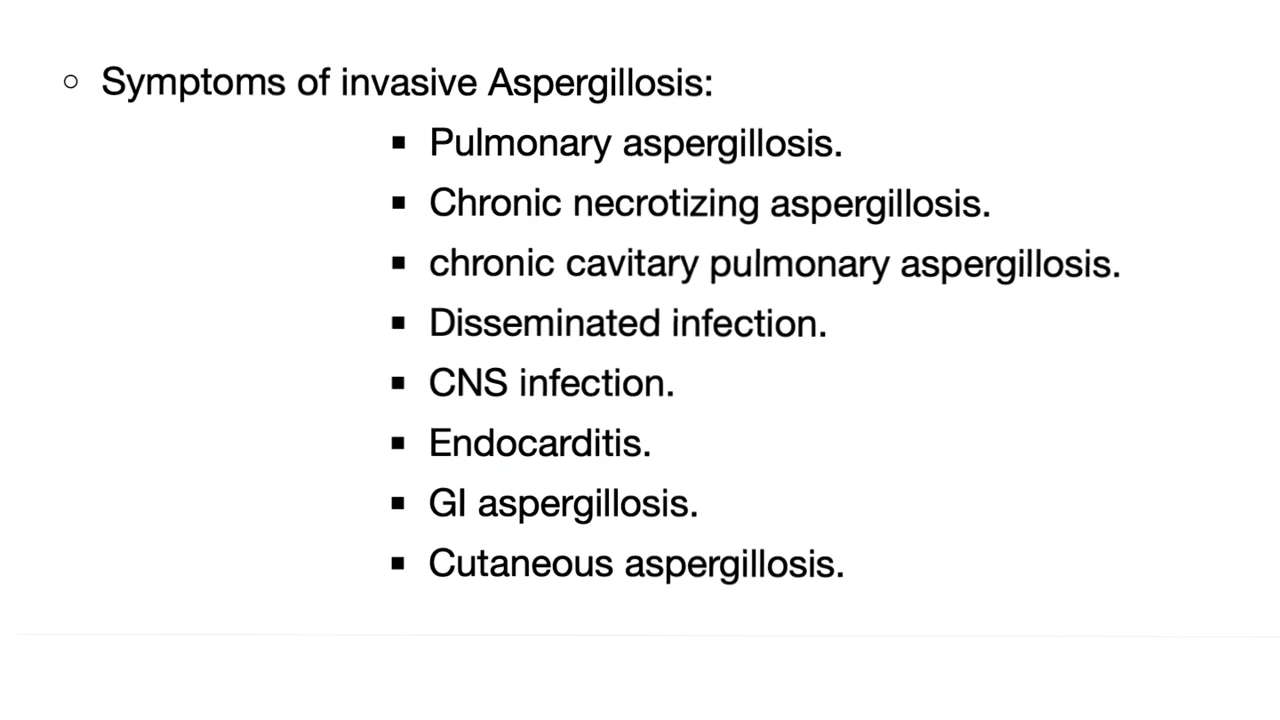 ○ Symptoms of invasive Aspergillosis:
▪ Pulmonary aspergillosis.
▪ Chronic necrotizing aspergillosis.
▪ chronic cavitary pulmonary aspergillosis.
▪ Disseminated infection.
▪ CNS infection.
▪ Endocarditis.
▪ GI aspergillosis.
▪ Cutaneous aspergillosis.